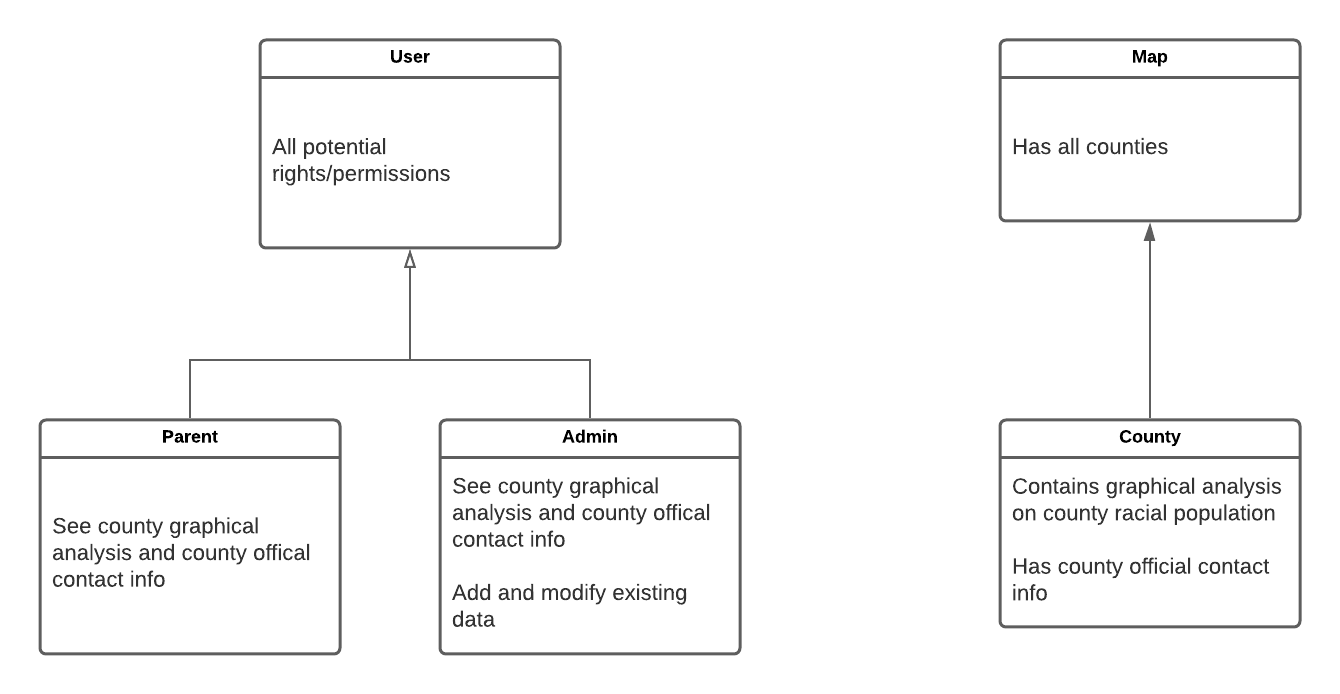 User
All potential
rights/permissions
Map
Has all counties
Parent
See county graphical
analysis and county offical
contact info
Admin
See county graphical
analysis and county offical
contact info
Add and modify existing
data
County
Contains graphical analysis
on county racial population
Has county official contact
info